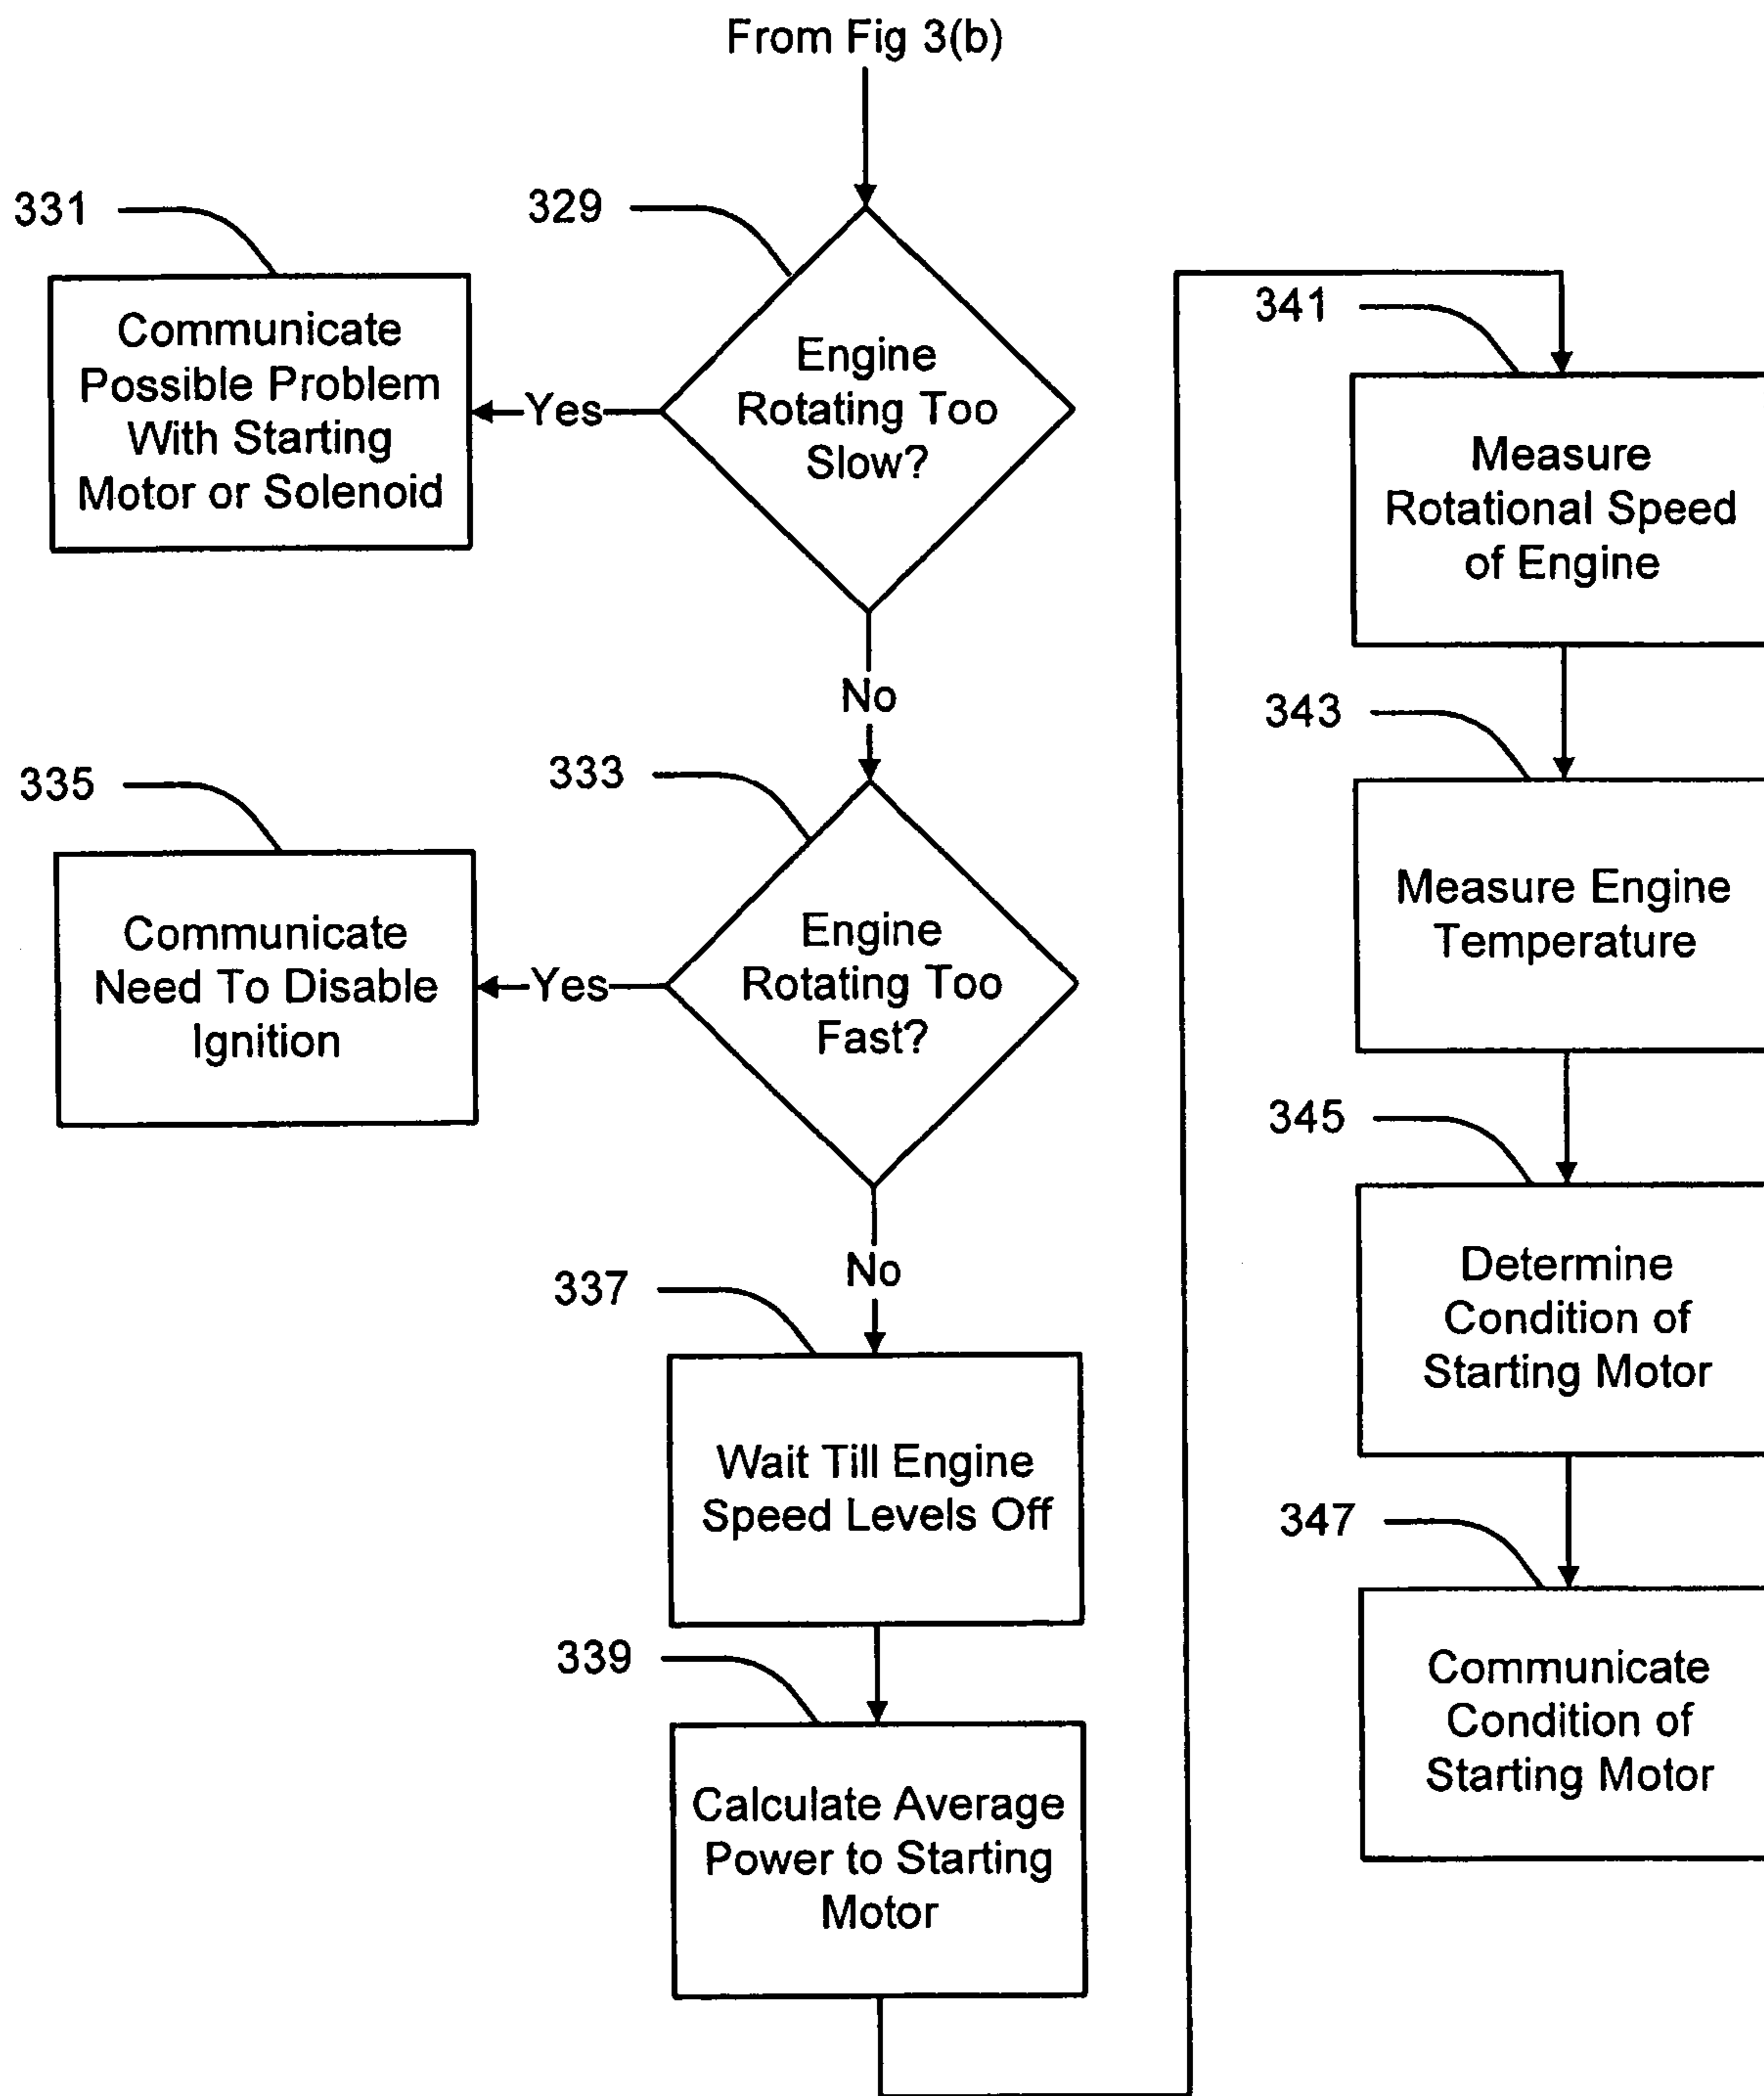 From Fig 3(b)
329
Engine
Rotating Too
Slow?
Yes
331
Communicate
Possible Problem
With Starting
Motor or Solenoid
No
333
Engine
Rotating Too
Fast?
Yes
335
Communicate
Need To Disable
Ignition
No
337
Wait Till Engine
Speed Levels Off
339
Calculate Average
Power to Starting
Motor
341
Measure
Rotational Speed
of Engine
343
Measure Engine
Temperature
345
Determine
Condition of
Starting Motor
347
Communicate
Condition of
Starting Motor